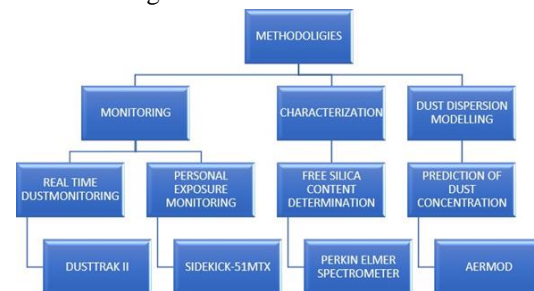 METHODOLIGIES
MONITORING
CHARACTERIZATION
DUST DISPERSION
MODELLING
REAL TIME
DUSTMONITORING
PERSONAL
EXPOSURE
MONITORING
FREE SILICA
CONTENT
DETERMINATION
PREDICTION OF
DUST
CONCENTRATION
DUSTTRAK II
SIDEKICK-51MTX
PERKIN ELMER
SPECTROMETER
AERMOD